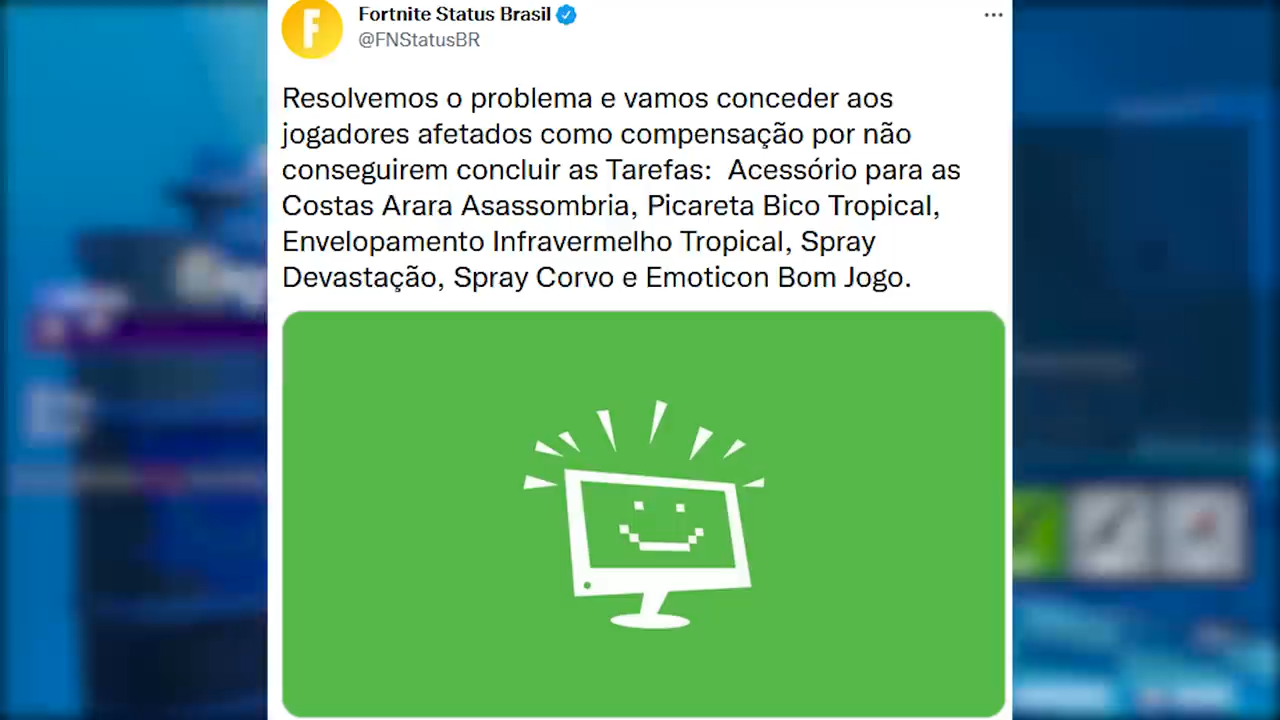 Fortnite Status Brasil
@FNStatusBR
Resolvemos o problema e vamos conceder aos
jogadores afetados como compensação por não
conseguirem concluir as Tarefas:  Acessório para as
Costas Arara Asassombria, Picareta Bico Tropical,
Envelopamento Infravermelho Tropical, Spray
Devastação, Spray Corvo e Emoticon Bom Jogo.